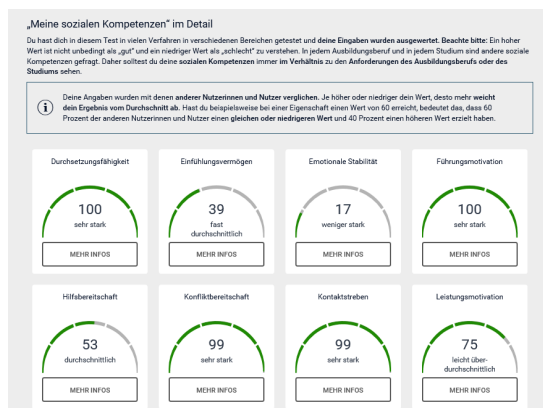 „Meine sozialen Kompetenzen“ im Detail
Du hast dich in diesem Test in vielen Verfahren in verschiedenen Bereichen getestet und deine Eingaben wurden ausgewertet. Beachte bitte: Ein hoher
Wert ist nicht unbedingt als „gut“ und ein niedriger Wert als „schlecht“ zu verstehen. In jedem Ausbildungsberuf und in jedem Studium sind andere soziale
Kompetenzen gefragt. Daher solltest du deine sozialen Kompetenzen immer im Verhältnis zu den Anforderungen des Ausbildungsberufs oder des
Studiums sehen.
Deine Angaben wurden mit denen anderer Nutzerinnen und Nutzer verglichen. Je höher oder niedriger dein Wert, desto mehr weicht
dein Ergebnis vom Durchschnitt ab. Hast du beispielsweise bei einer Eigenschaft einen Wert von 60 erreicht, bedeutet das, dass 60
Prozent der anderen Nutzerinnen und Nutzer einen gleichen oder niedrigeren Wert und 40 Prozent einen höheren Wert erzielt haben.
Durchsetzungsfähigkeit
100
sehr stark
MEHR INFOS
Einfühlungsvermögen
39
fast
durchschnittlich
MEHR INFOS
Emotionale Stabilität
17
weniger stark
MEHR INFOS
Führungsmotivation
100
sehr stark
MEHR INFOS
Hilfsbereitschaft
53
durchschnittlich
MEHR INFOS
Konfliktbereitschaft
99
sehr stark
MEHR INFOS
Kontaktstreben
99
sehr stark
MEHR INFOS
Leistungsmotivation
75
leicht über-
durchschnittlich
MEHR INFOS